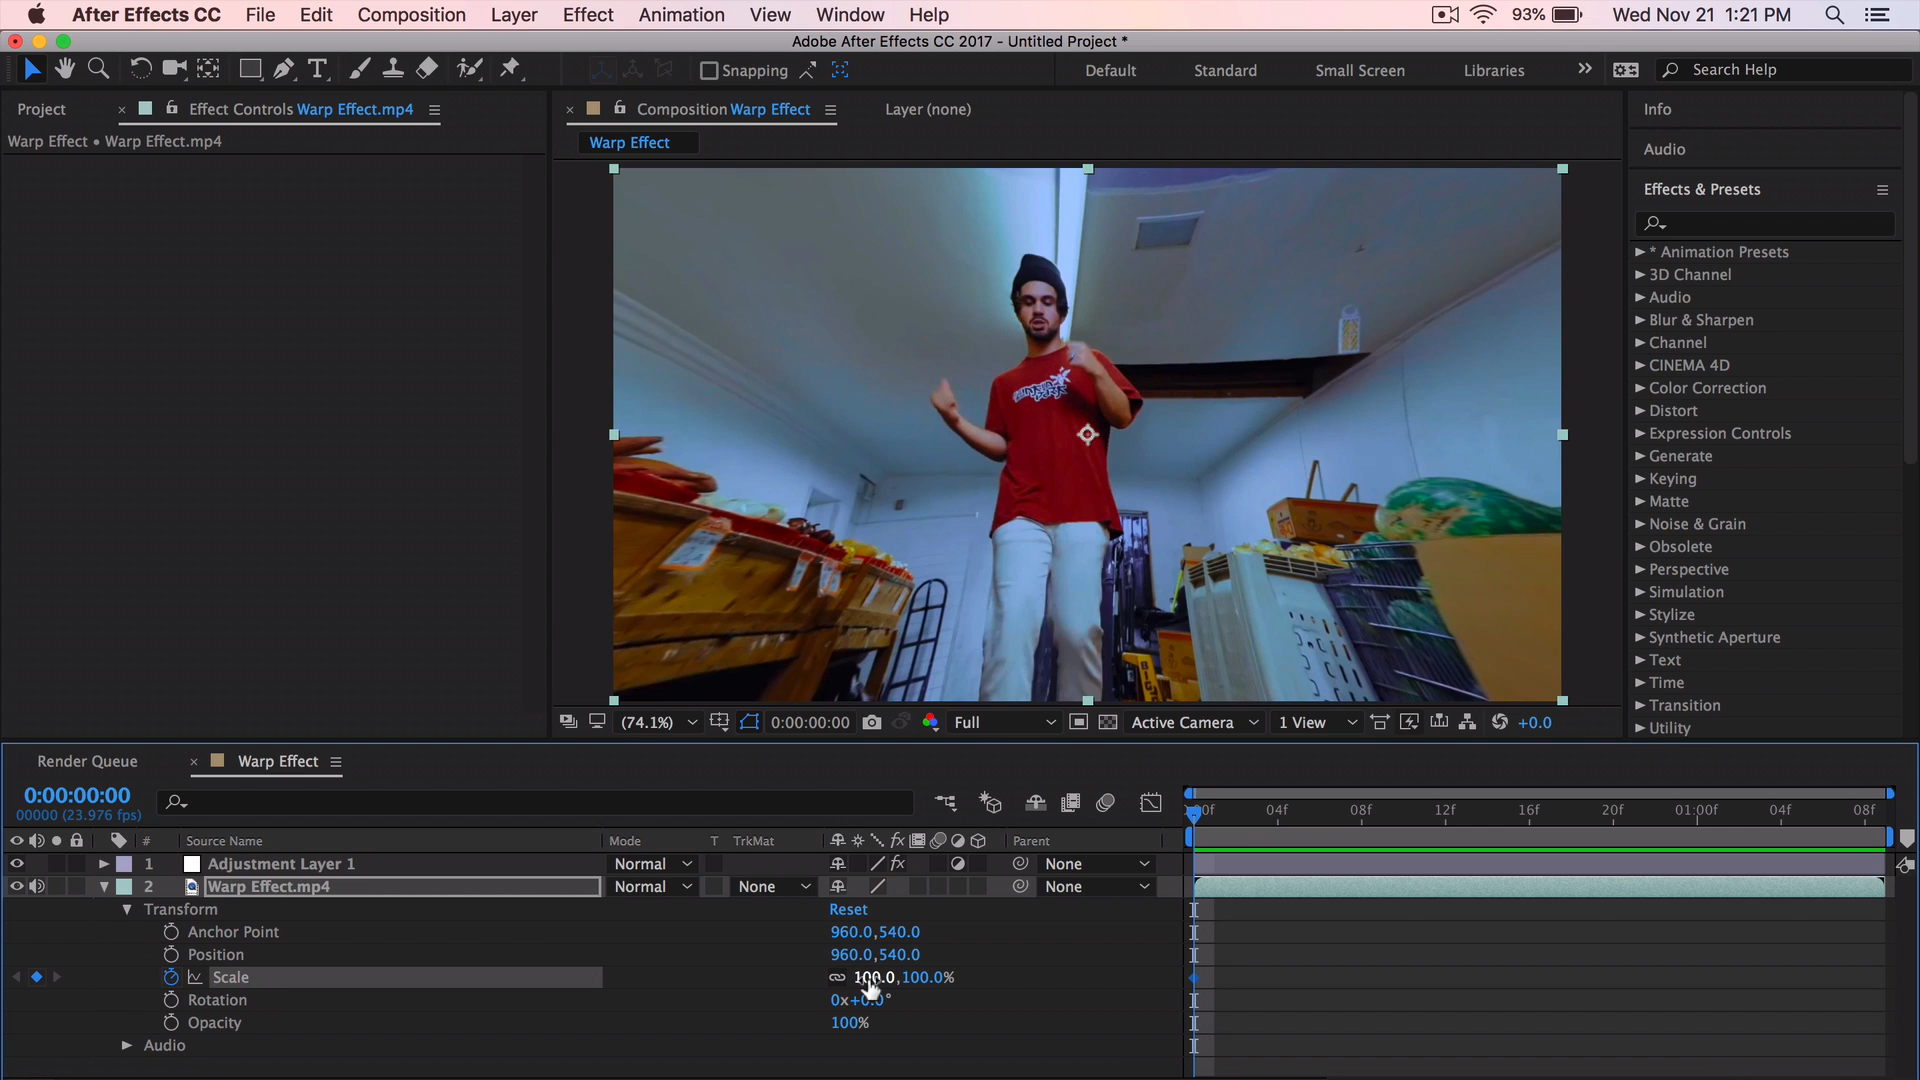 After Effects CC File Edit Composition Layer Effect Animation View Window Help 93% Wed Nov 21 1:21 PM
Adobe After Effects CC 2017 - Untitled Project *
Snapping Default Standard Small Screen Libraries Search Help
Project Effect Controls Warp Effect.mp4 Composition Warp Effect Layer (none) Info
Warp Effect • Warp Effect.mp4 Warp Effect
Audio
Effects & Presets
* Animation Presets
3D Channel
Audio
Blur & Sharpen
Channel
CINEMA 4D
Color Correction
Distort
Expression Controls
Generate
Keying
Matte
Noise & Grain
Obsolete
Perspective
Simulation
Stylize
Synthetic Aperture
Text
Time
Transition
Utility
(74.1%) 0:00:00:00 Full Active Camera 1 View +0.0
Render Queue Warp Effect
0:00:00:00
00000 (23.976 fps)
:00f 04f 08f 12f 16f 20f 01:00f 04f 08f
# Source Name Mode T TrkMat fx Parent
1 Adjustment Layer 1 Normal fx None
2 Warp Effect.mp4 Normal None None
Transform Reset
Anchor Point 960.0,540.0
Position 960.0,540.0
Scale 100.0,100.0%
Rotation 0x+0.0°
Opacity 100%
Audio